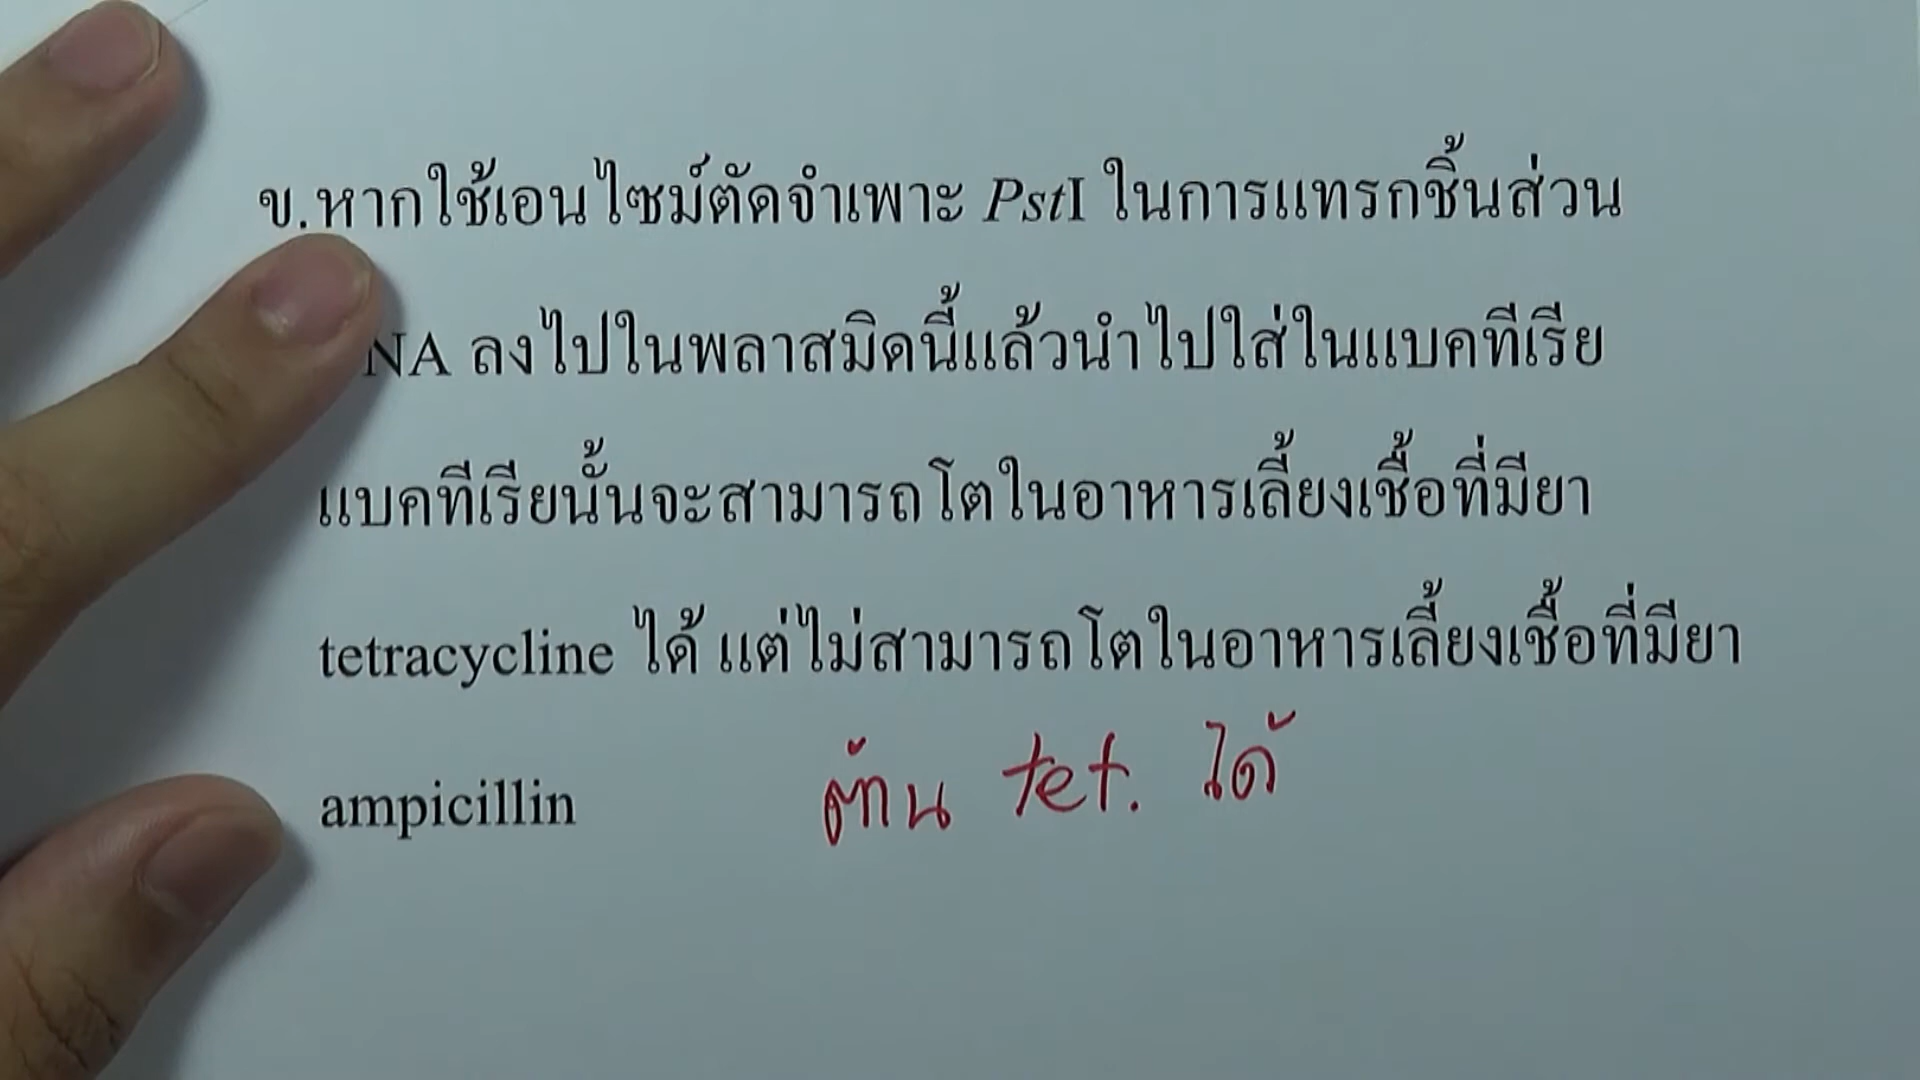 ข.หากใช้เอนไซม์ตัดจำเพาะ PstI ในการแทรกชิ้นส่วน
NA ลงไปในพลาสมิดนี้แล้วนำไปใส่ในแบคทีเรีย
แบคทีเรียนั้นจะสามารถโตในอาหารเลี้ยงเชื้อที่มียา
tetracycline ได้ แต่ไม่สามารถโตในอาหารเลี้ยงเชื้อที่มียา
ampicillin ต้าน tet. ได้